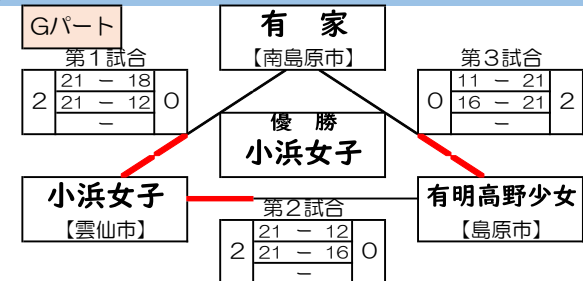 Gパート
有 家
【南島原市】
第1試合
21 － 18
2 21 － 12 0
－
第3試合
11 － 21
0 16 － 21 2
－
優 勝
小浜女子
小浜女子
【雲仙市】
有明高野少女
【島原市】
第2試合
21 － 12
2 21 － 16 0
－